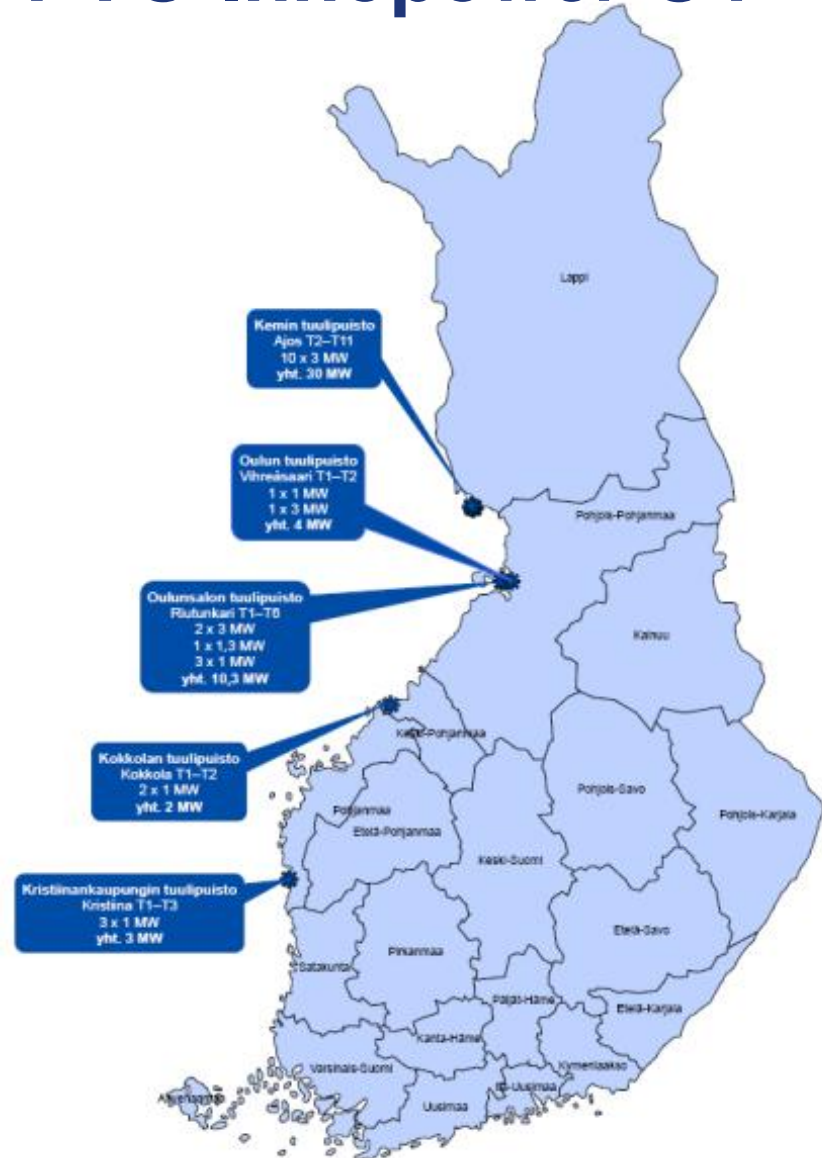 Kemin tuulipuisto
Ajos T2–T11
10 x 3 MW
yht. 30 MW
Oulun tuulipuisto
Vihreäsaari T1–T2
1 x 1 MW
1 x 3 MW
yht. 4 MW
Oulunsalon tuulipuisto
Riutunkari T1–T6
2 x 3 MW
1 x 1,3 MW
3 x 1 MW
yht. 10,3 MW
Kokkolan tuulipuisto
Kokkola T1–T2
2 x 1 MW
yht. 2 MW
Kristiinankaupungin tuulipuisto
Kristiina T1–T3
3 x 1 MW
yht. 3 MW
Lappi
Pohjois-Pohjanmaa
Kainuu
Keski-Pohjanmaa
Pohjanmaa
Etelä-Pohjanmaa
Keski-Suomi
Pohjois-Savo
Pohjois-Karjala
Etelä-Savo
Pirkanmaa
Satakunta
Päijät-Häme
Etelä-Karjala
Kanta-Häme
Kymenlaakso
Varsinais-Suomi
Itä-Uusimaa
Uusimaa